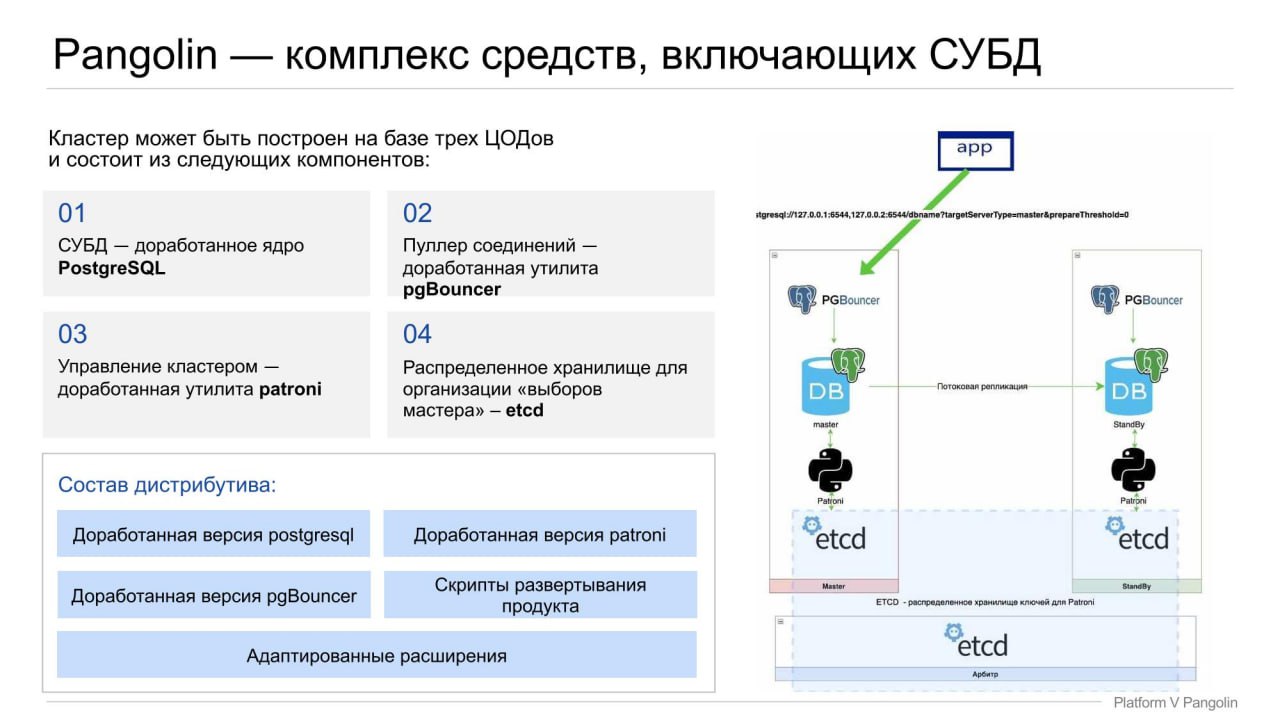 Pangolin — комплекс средств, включающих СУБД
Кластер может быть построен на базе трех ЦОДов
и состоит из следующих компонентов:
01
СУБД — доработанное ядро
PostgreSQL
02
Пуллер соединений —
доработанная утилита
pgBouncer
03
Управление кластером —
доработанная утилита patroni
04
Распределенное хранилище для
организации «выборов
мастера» – etcd
Состав дистрибутива:
Доработанная версия postgresql
Доработанная версия patroni
Доработанная версия pgBouncer
Скрипты развертывания
продукта
Адаптированные расширения
app
stgresql://127.0.0.1:6544,127.0.0.2:6544/dbname?targetServerType=master&prepareThreshold=0
PGBouncer
PGBouncer
DB
Потоковая репликация
DB
master
StandBy
Patroni
Patroni
etcd
etcd
Master
StandBy
ETCD - распределенное хранилище ключей для Patroni
etcd
Арбитр
Platform V Pangolin